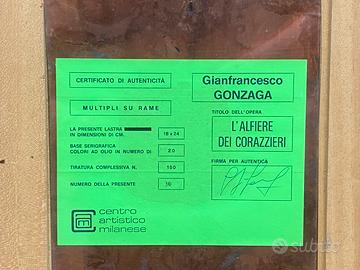 CERTIFICATO DI AUTENTICITÀ
MULTIPLI SU RAME
LA PRESENTE LASTRA
IN DIMENSIONI DI CM. 18 x 24
BASE SERIGRAFICA
COLORI AD OLIO IN NUMERO DI 20
TIRATURA COMPLESSIVA N. 100
NUMERO DELLA PRESENTE
centro
artistico
milanese
Gianfrancesco
GONZAGA
TITOLO DELL'OPERA
L'ALFIERE
DEI CORAZZIERI
FIRMA PER AUTENTICA
subito